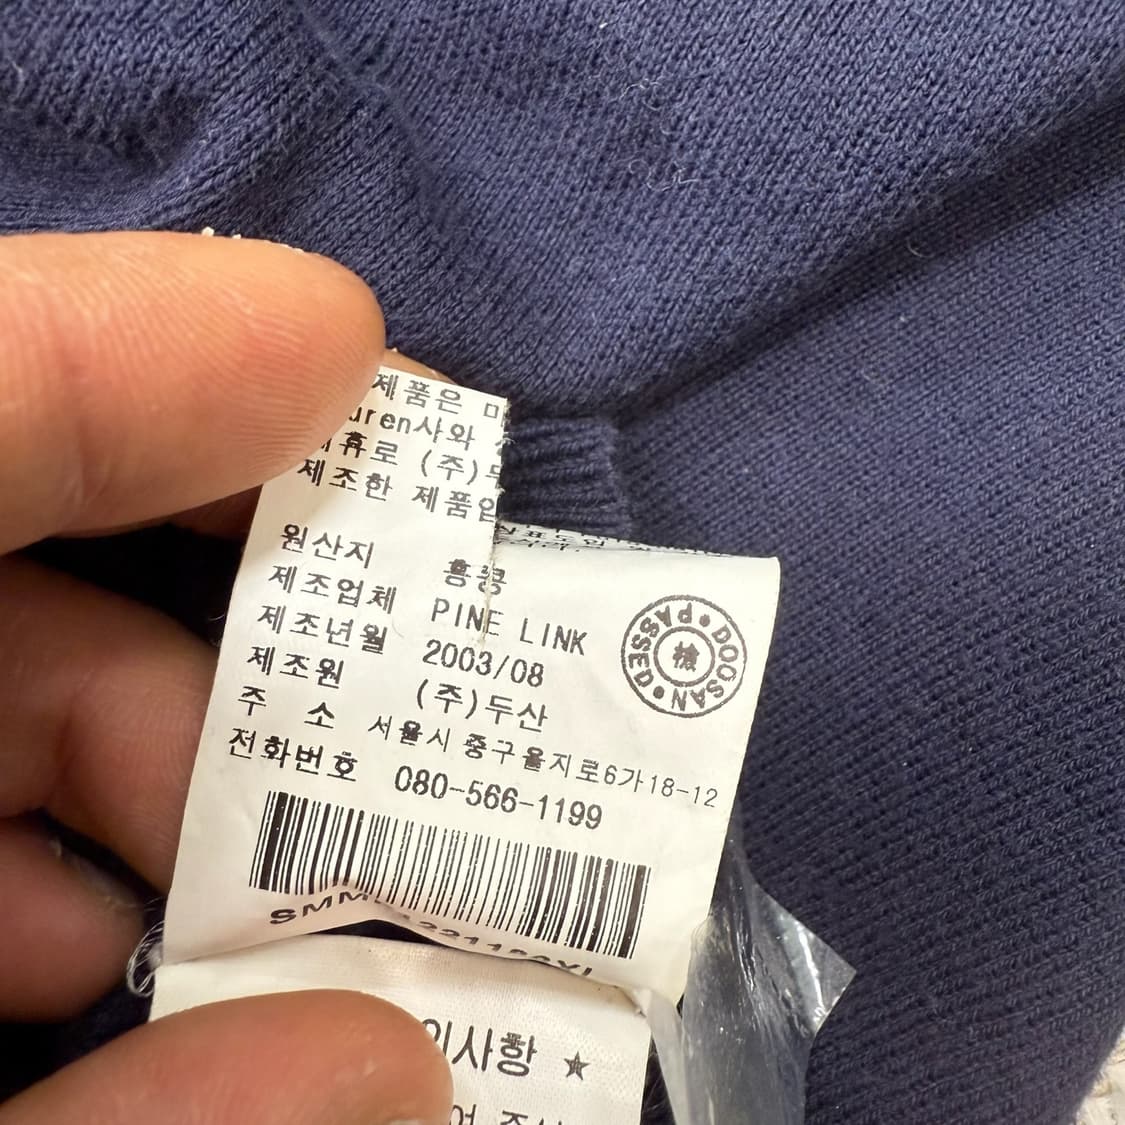 제품은
uren사와
휴로 (주)두
제조한 제품입
원산지 홍콩
제조업체 PINE LINK
제조년월 2003/08
제조원 (주)두산
주 소 서울시 중구을지로6가18-12
전화번호 080-566-1199
DOOSAN • PASSED •
檢
SMM
의사항 ★